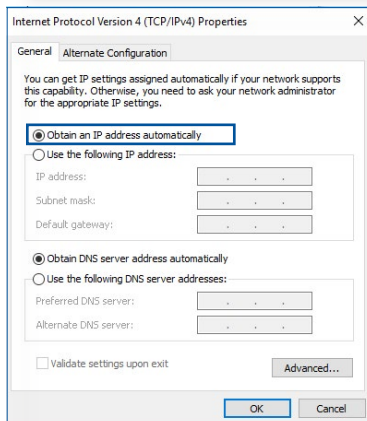 Internet Protocol Version 4 (TCP/IPv4) Properties
General
Alternate Configuration
You can get IP settings assigned automatically if your network supports
this capability. Otherwise, you need to ask your network administrator
for the appropriate IP settings.
Obtain an IP address automatically
Use the following IP address:
IP address:
Subnet mask:
Default gateway:
Obtain DNS server address automatically
Use the following DNS server addresses:
Preferred DNS server:
Alternate DNS server:
Validate settings upon exit
Advanced...
OK
Cancel